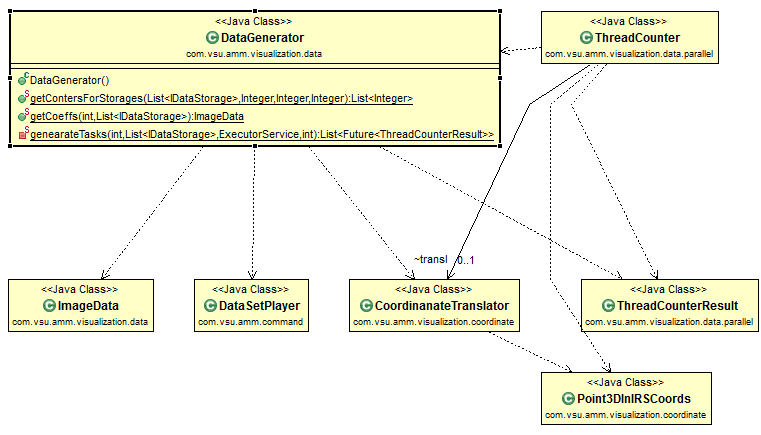 <<Java Class>>
DataGenerator
com.vsu.amm.visualization.data
DataGenerator()
getContersForStorages(List<IDataStorage>,Integer,Integer,Integer):List<Integer>
getCoeffs(int,List<IDataStorage>):ImageData
genearateTasks(int,List<IDataStorage>,ExecutorService,int):List<Future<ThreadCounterResult>>
<<Java Class>>
ThreadCounter
com.vsu.amm.visualization.data.parallel
~transl 0..1
<<Java Class>>
ImageData
com.vsu.amm.visualization.data
<<Java Class>>
DataSetPlayer
com.vsu.amm.command
<<Java Class>>
CoordinanateTranslator
com.vsu.amm.visualization.coordinate
<<Java Class>>
ThreadCounterResult
com.vsu.amm.visualization.data.parallel
<<Java Class>>
Point3DInIRSCoords
com.vsu.amm.visualization.coordinate